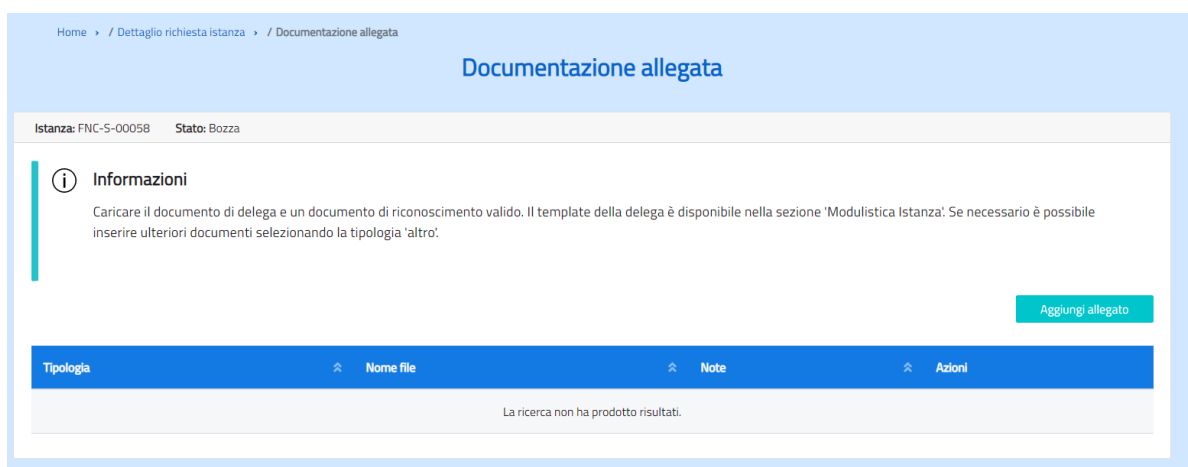 Home › / Dettaglio richiesta istanza › / Documentazione allegata
Documentazione allegata
Istanza: FNC-S-00058 Stato: Bozza
Informazioni
Caricare il documento di delega e un documento di riconoscimento valido. Il template della delega è disponibile nella sezione 'Modulistica Istanza'. Se necessario è possibile
inserire ulteriori documenti selezionando la tipologia 'altro'.
Aggiungi allegato
Tipologia Nome file Note Azioni
La ricerca non ha prodotto risultati.